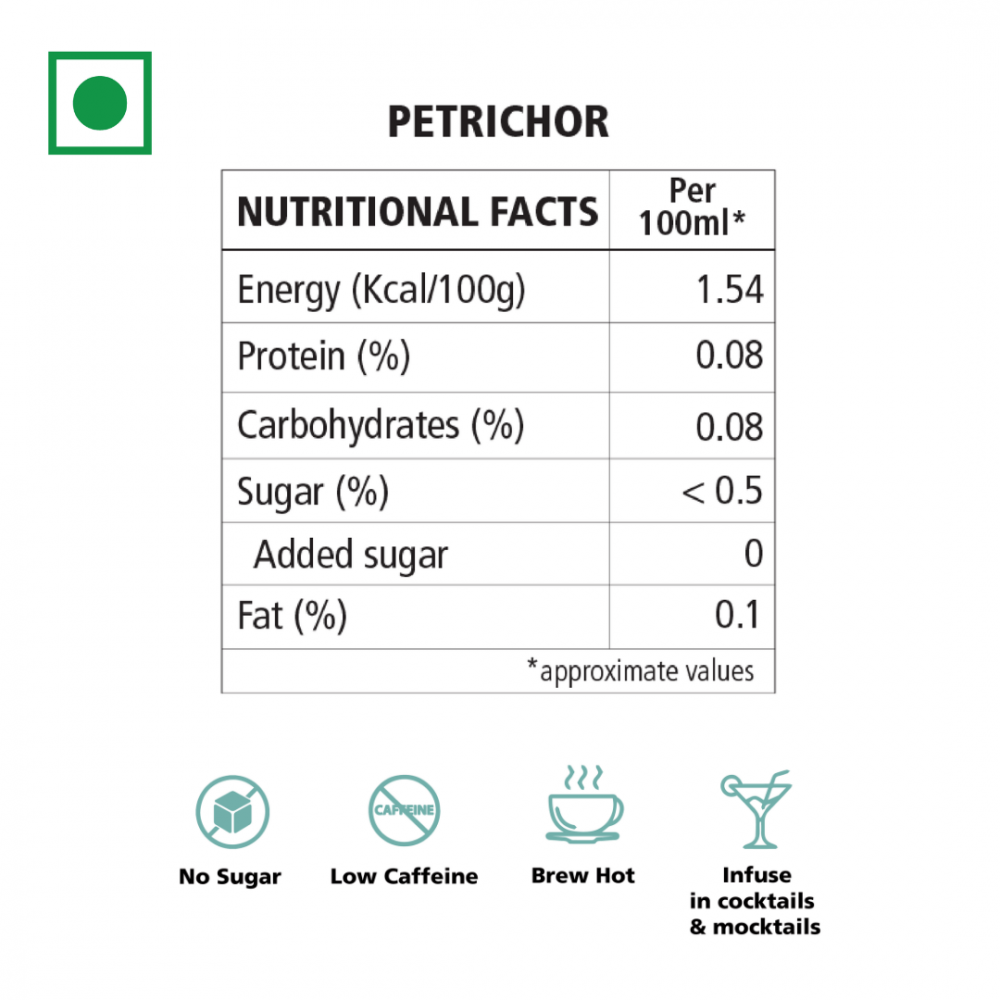 PETRICHOR
NUTRITIONAL FACTS
Per
100ml*
Energy (Kcal/100g) 1.54
Protein (%) 0.08
Carbohydrates (%) 0.08
Sugar (%) < 0.5
Added sugar 0
Fat (%) 0.1
*approximate values
CAFFEINE
No Sugar
Low Caffeine
Brew Hot
Infuse
in cocktails
& mocktails